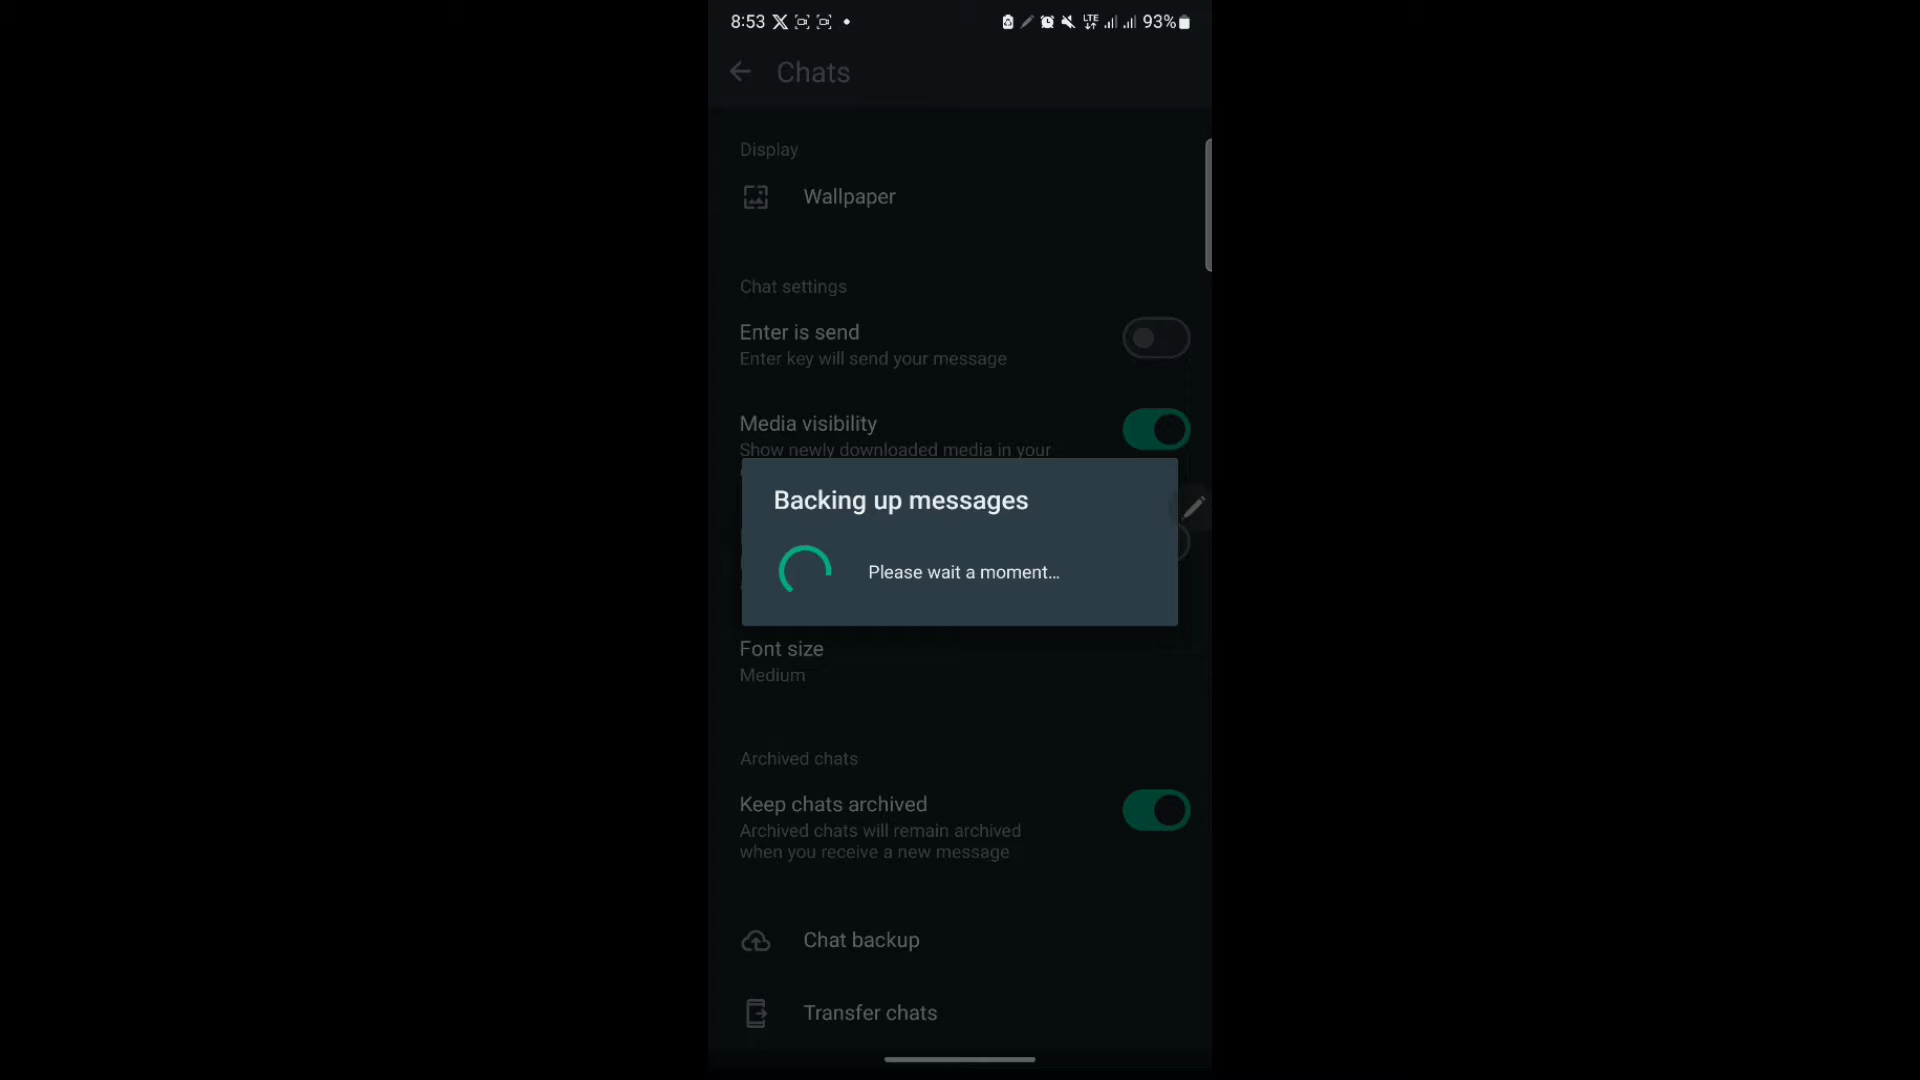 8:53 LTE 93%
Chats
Display
Wallpaper
Chat settings
Enter is send
Enter key will send your message
Media visibility
Show newly downloaded media in your
Backing up messages
Please wait a moment...
Font size
Medium
Archived chats
Keep chats archived
Archived chats will remain archived
when you receive a new message
Chat backup
Transfer chats